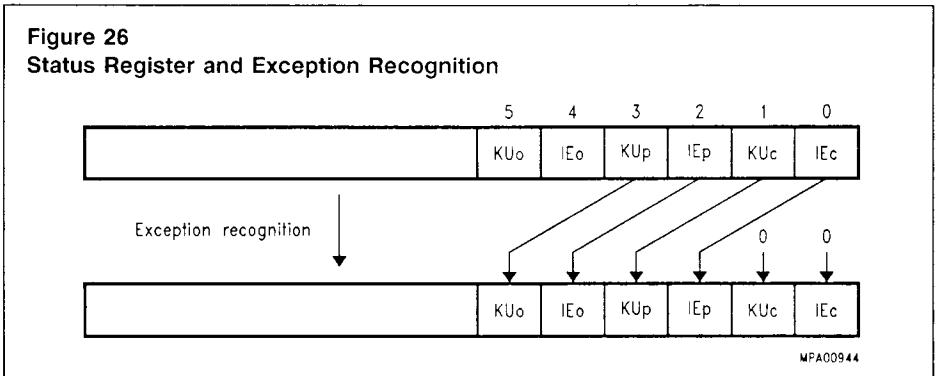 Figure 26
Status Register and Exception Recognition
5 4 3 2 1 0
KUo IEo KUp IEp KUc IEc
Exception recognition
0 0
KUo IEo KUp IEp KUc IEc
MPA00944